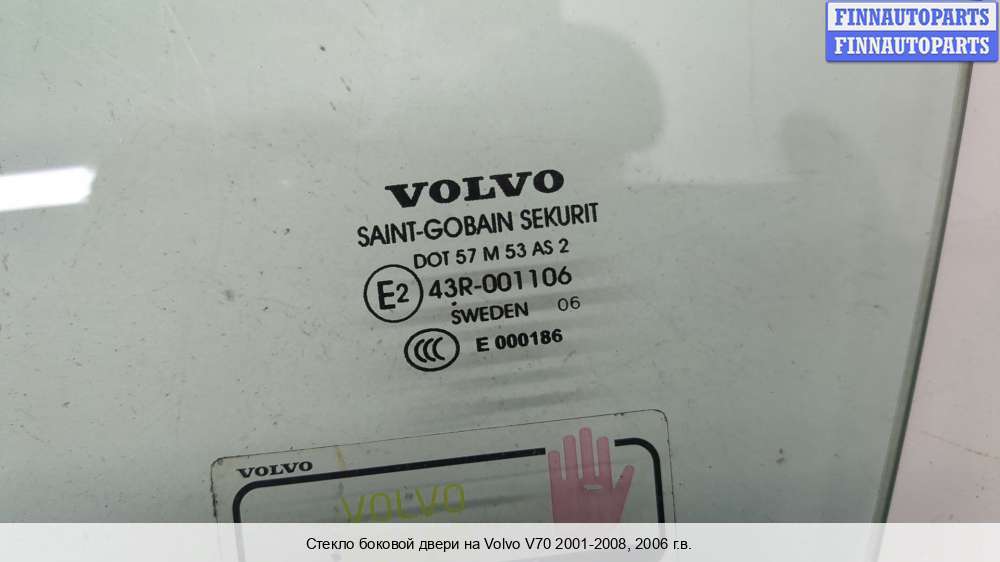 FINNAUTOPARTS
FINNAUTOPARTS
VOLVO
SAINT-GOBAIN SEKURIT
DOT 57 M 53 AS 2
E2 43R-001106
SWEDEN 06
CCC E 000186
VOLVO
VOLVO
Стекло боковой двери на Volvo V70 2001-2008, 2006 г.в.